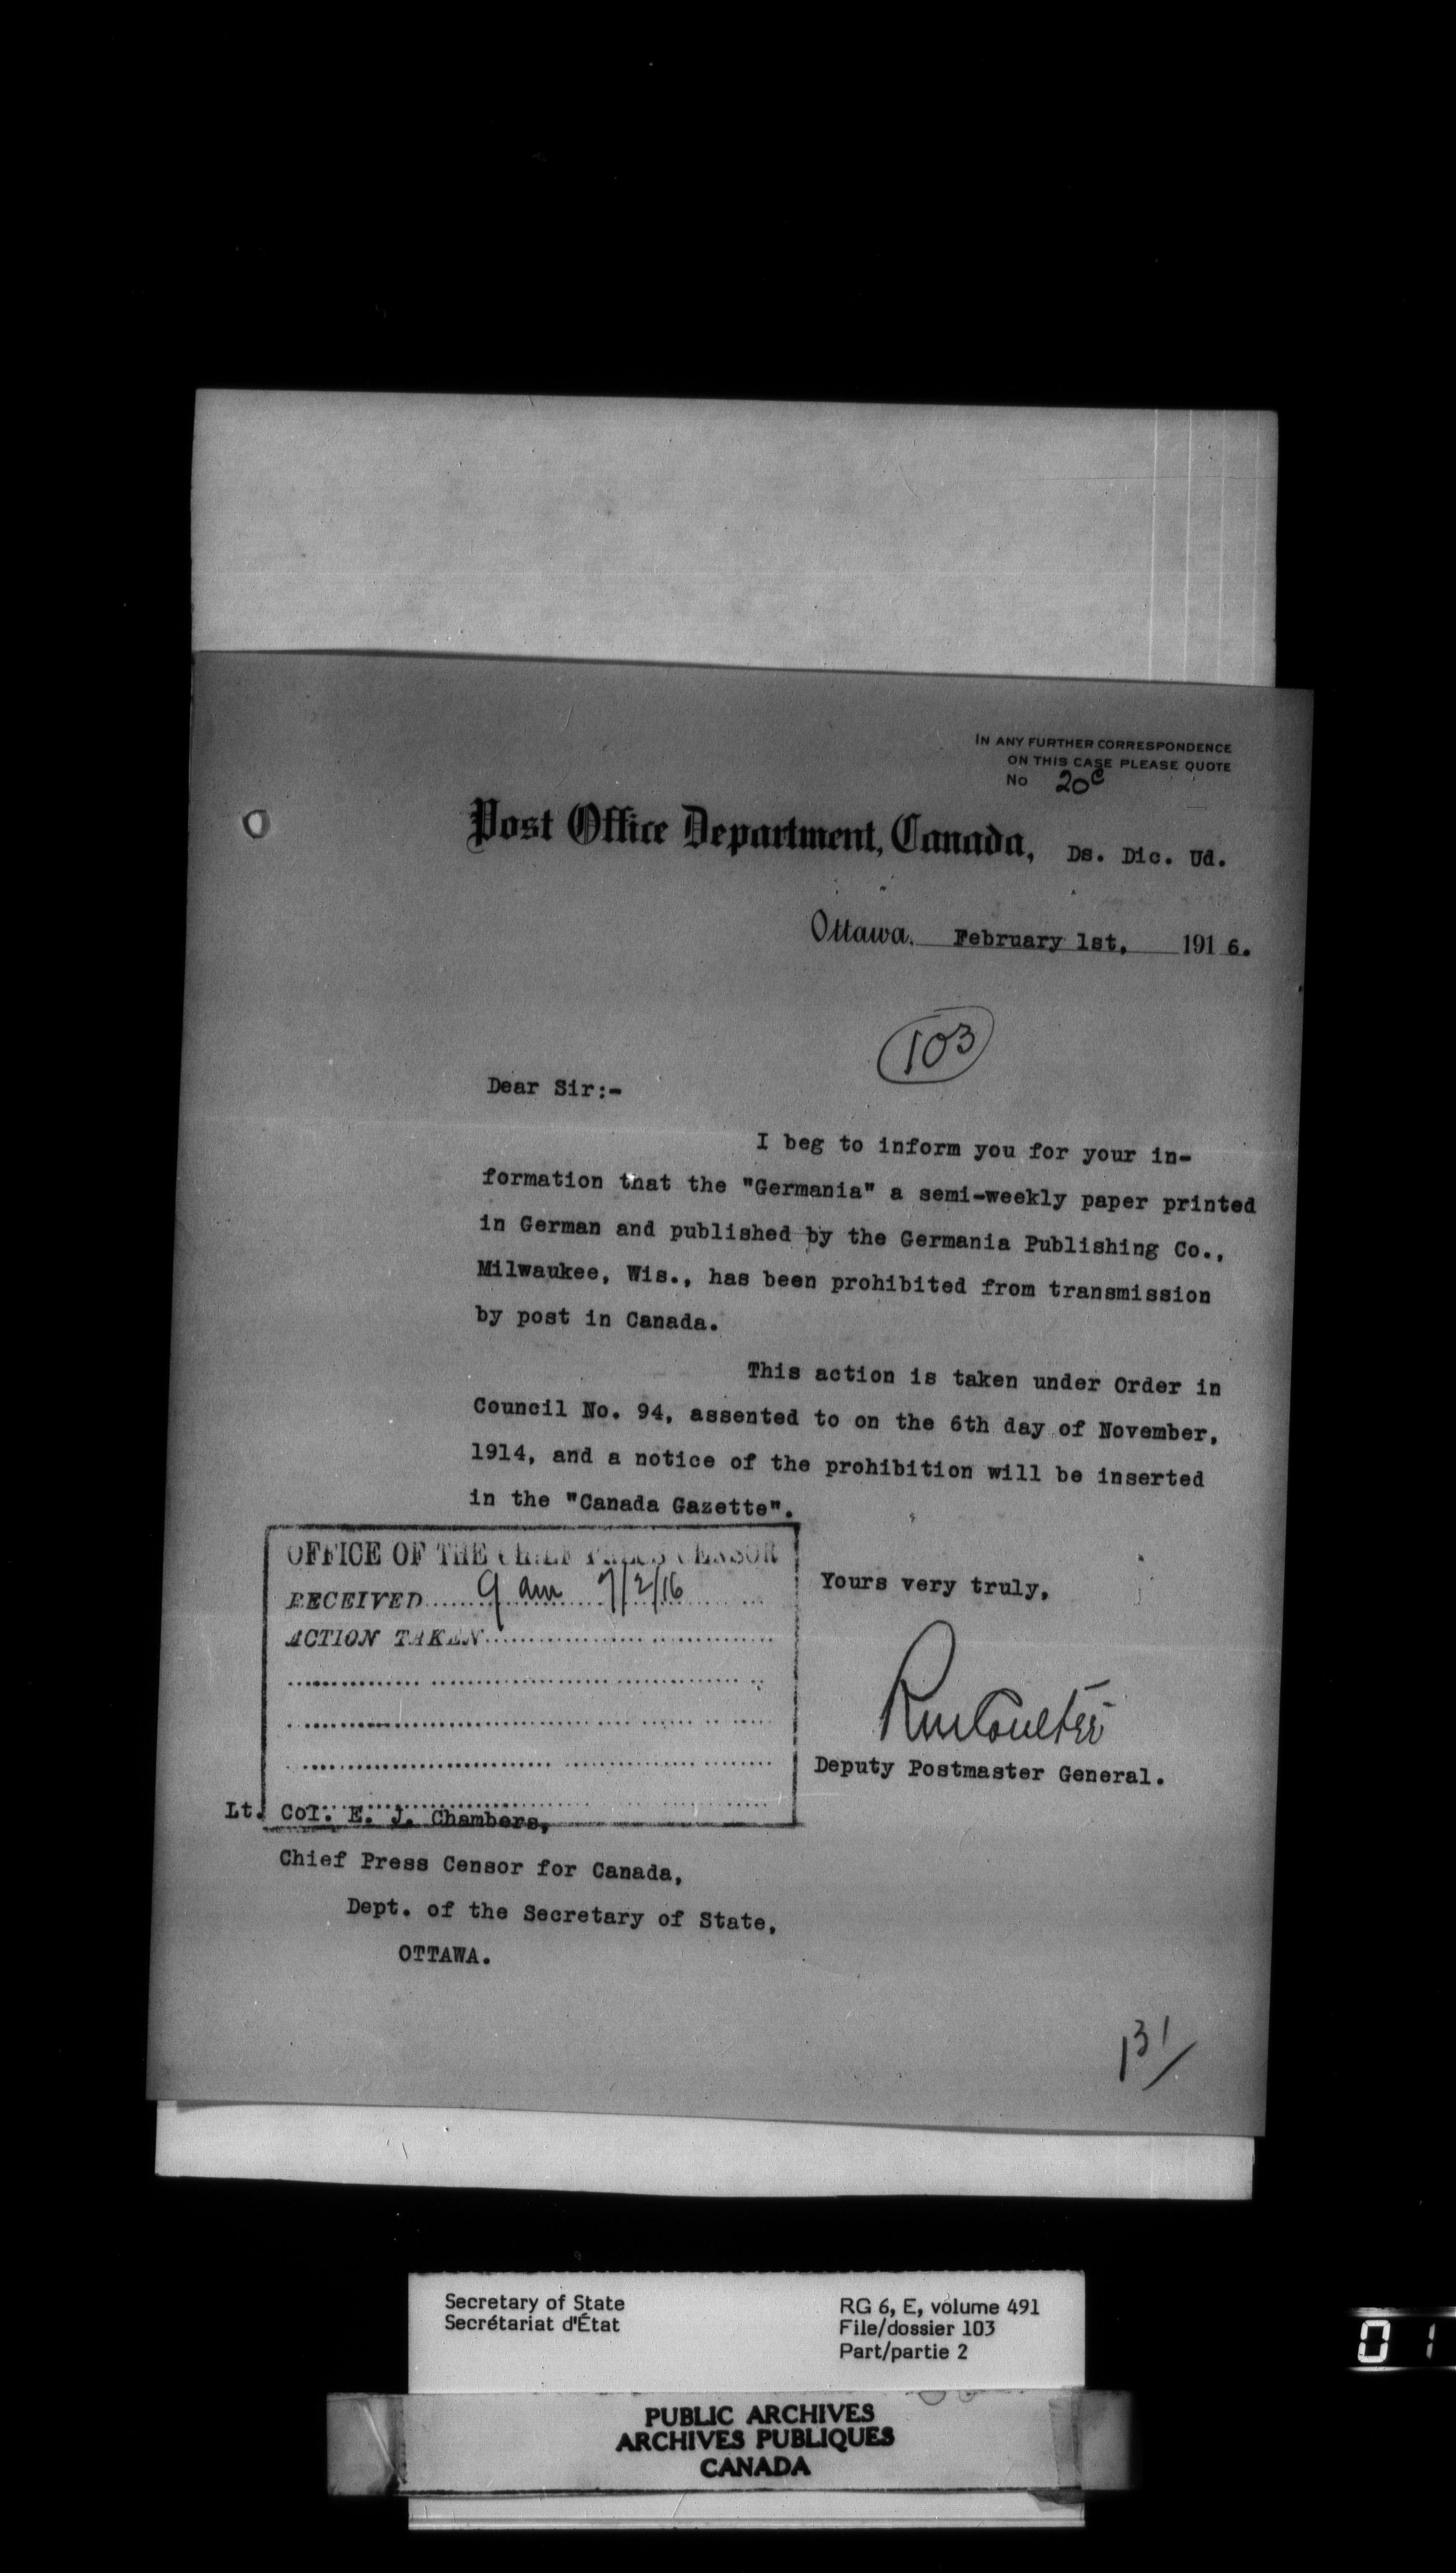 IN ANY FURTHER CORRESPONDENCE
ON THIS CASE PLEASE QUOTE
No 20c
Post Office Department, Canada, Ds. Dic. Ud.
Ottawa. February 1st, 1916.
103
Dear Sir:-
I beg to inform you for your in-
formation that the "Germania" a semi-weekly paper printed
in German and published by the Germania Publishing Co.,
Milwaukee, Wis., has been prohibited from transmission
by post in Canada.
This action is taken under Order in
Council No. 94, assented to on the 6th day of November,
1914, and a notice of the prohibition will be inserted
in the "Canada Gazette".
OFFICE OF THE CHIEF PRESS CENSOR
RECEIVED 9 am 7/2/16
ACTION TAKEN
Yours very truly,
RmCoulter
Deputy Postmaster General.
Lt. Col. E. J. Chambers,
Chief Press Censor for Canada,
Dept. of the Secretary of State,
OTTAWA.
131
Secretary of State
Secrétariat d'État
RG 6, E, volume 491
File/dossier 103
Part/partie 2
PUBLIC ARCHIVES
ARCHIVES PUBLIQUES
CANADA
01